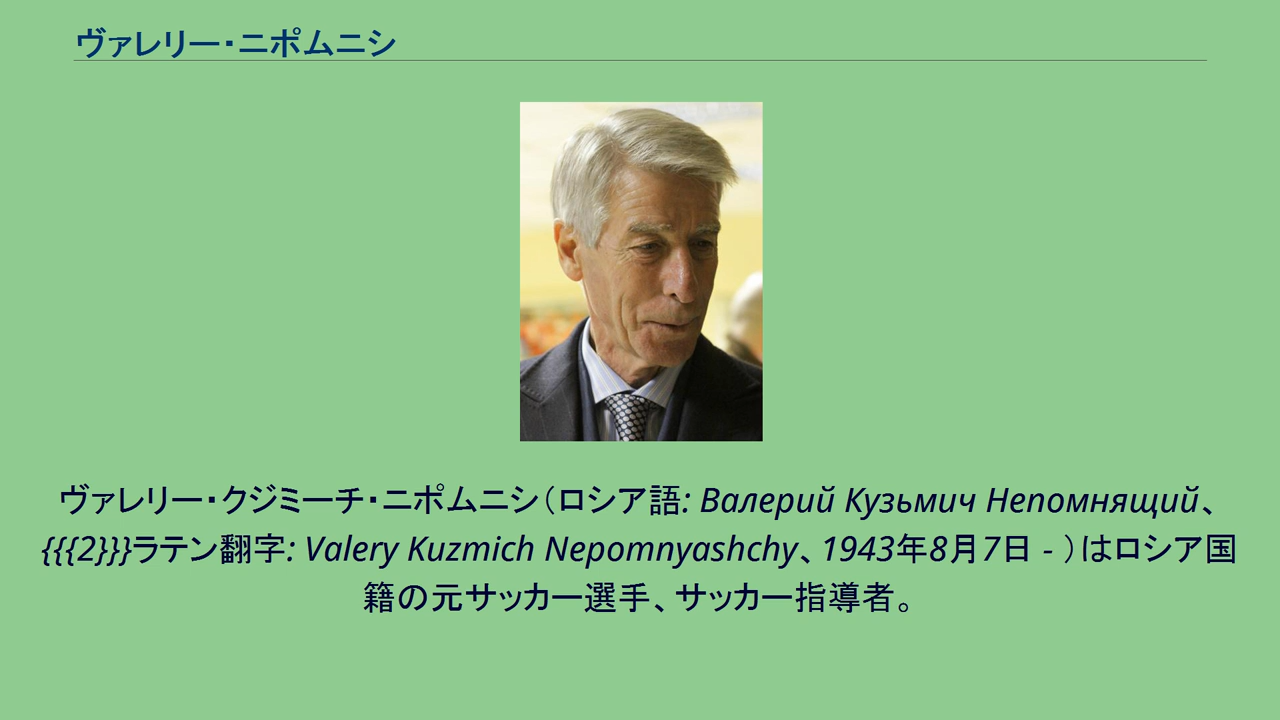 ヴァレリー・ニポムニシ
ヴァレリー・クジミーチ・ニポムニシ（ロシア語: Валерий Кузьмич Непомнящий、
{{{2}}}ラテン翻字: Valery Kuzmich Nepomnyashchy、1943年8月7日 - ）はロシア国
籍の元サッカー選手、サッカー指導者。